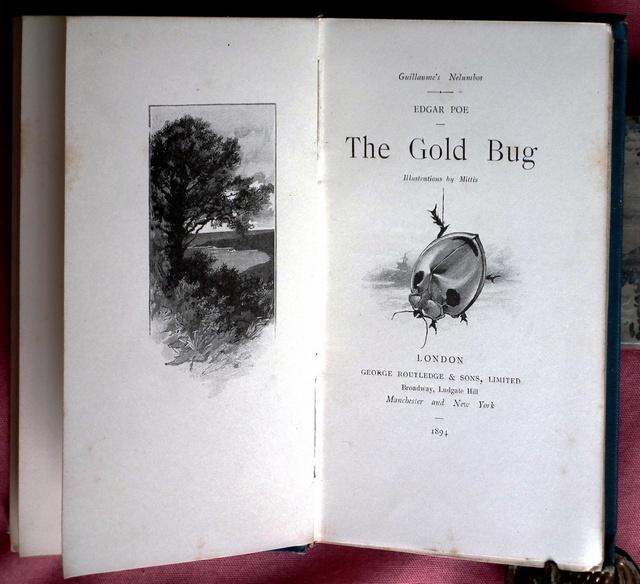 Guillaume's Nelumbos
EDGAR POE
The Gold Bug
Illustrations by Mittis
LONDON
GEORGE ROUTLEDGE & SONS, LIMITED
Broadway, Ludgate Hill
Manchester and New York
1894